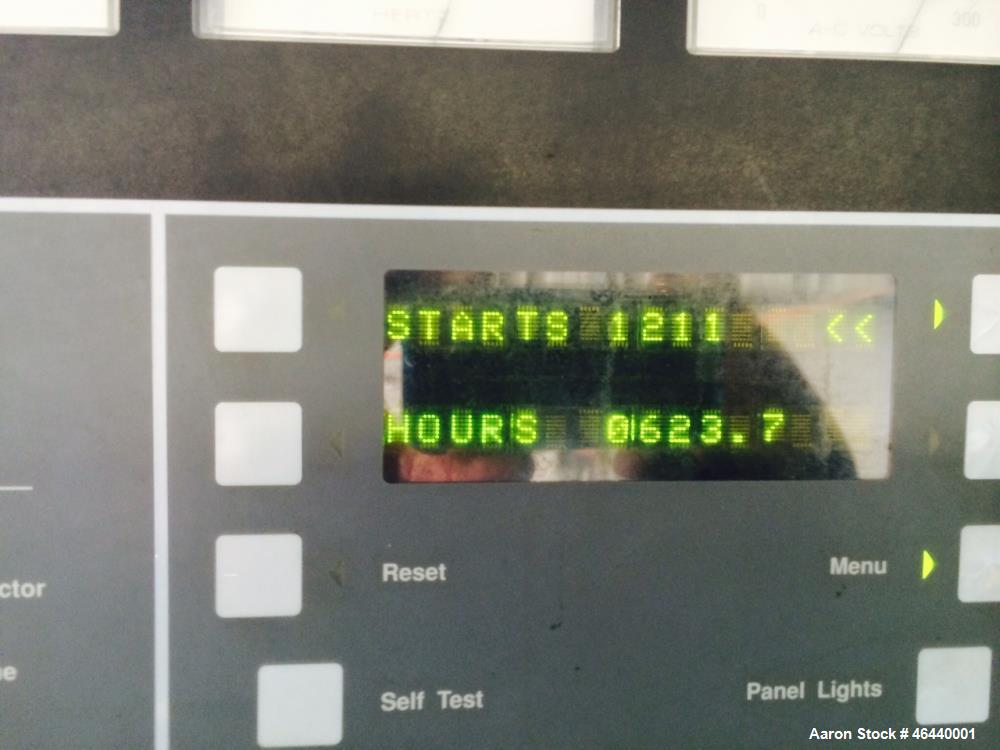 HERTZ
0
300
A-C VOLTS
STARTS 1211 <<
HOURS 0623.7
Reset
Menu
ctor
e
Self Test
Panel Lights
Aaron Stock # 46440001